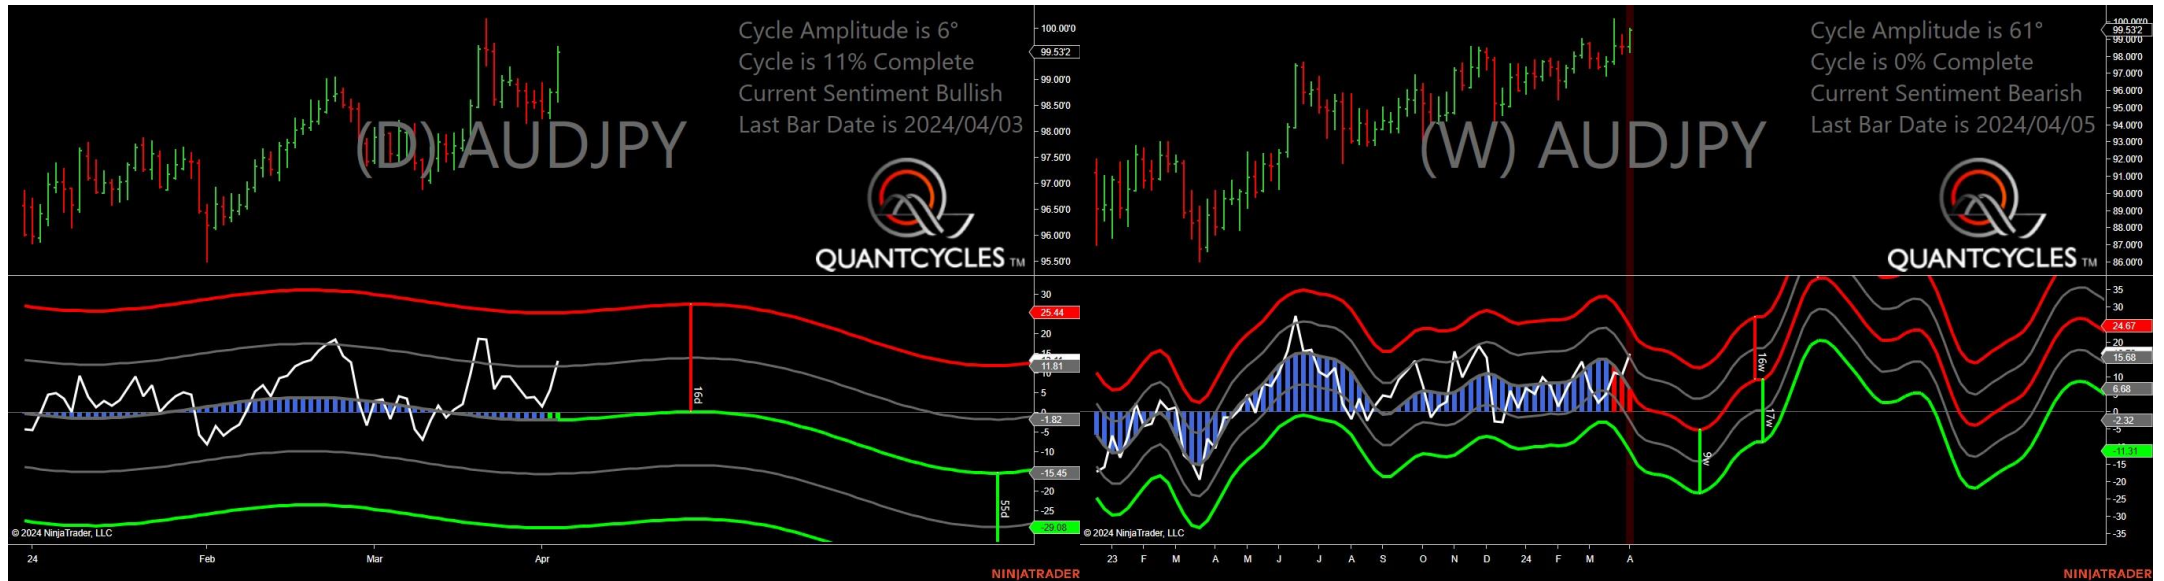 Cycle Amplitude is 6°
Cycle is 11% Complete
Current Sentiment Bullish
Last Bar Date is 2024/04/03
(D) AUDJPY
QUANTCYCLES TM
100.00'0
99.53'2
99.00'0
98.50'0
98.00'0
97.50'0
97.00'0
96.50'0
96.00'0
95.50'0
30
25.44
20
15
11.81
10
5
0
-1.82
-5
-10
-15.45
-20
-25
-29.08
16d
55d
© 2024 NinjaTrader, LLC
24 Feb Mar Apr
NINJATRADER
Cycle Amplitude is 61°
Cycle is 0% Complete
Current Sentiment Bearish
Last Bar Date is 2024/04/05
(W) AUDJPY
QUANTCYCLES TM
100.00'0
99.53'2
99.00'0
98.00'0
96.00'0
95.00'0
94.00'0
93.00'0
92.00'0
91.00'0
90.00'0
89.00'0
88.00'0
87.00'0
86.00'0
35
30
24.67
20
15.68
10
6.68
0
-2.32
-5
-11.31
-15
-20
-25
-30
-35
16w
17w
9w
© 2024 NinjaTrader, LLC
23 F M A M J J A S O N D 24 F M A
NINJATRADER